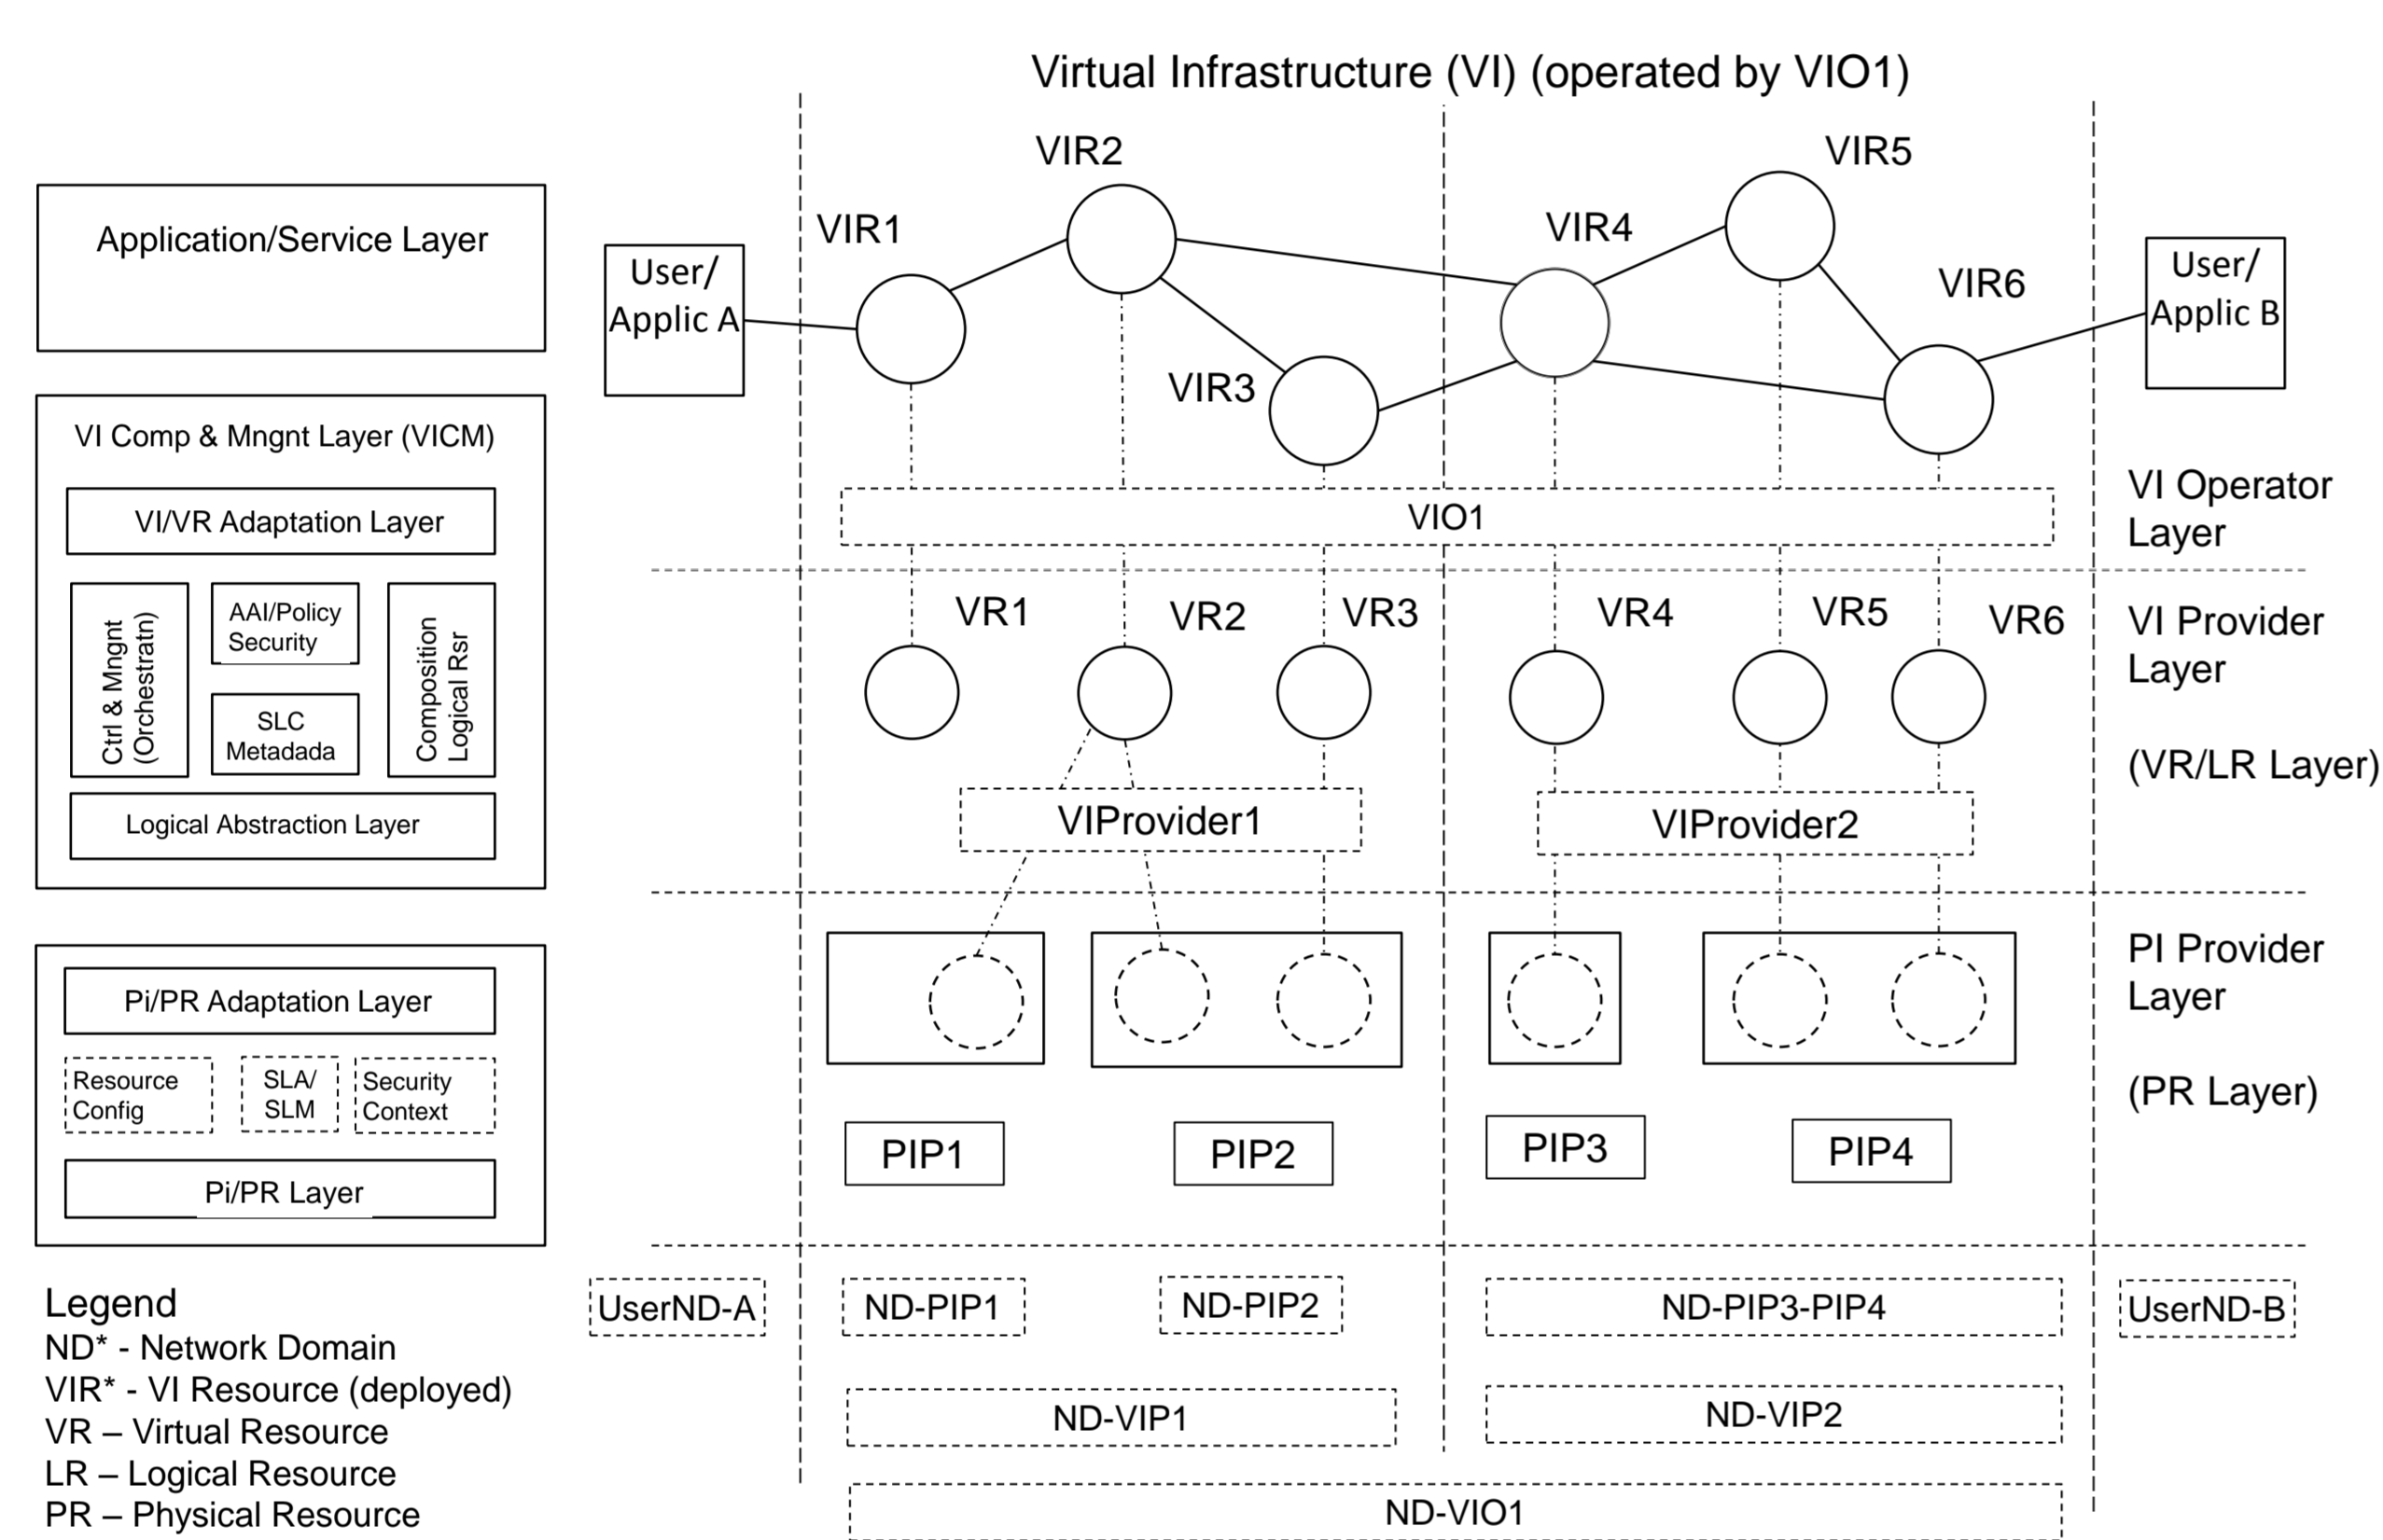 Virtual Infrastructure (VI) (operated by VIO1)
VIR2
VIR5
VIR1
VIR4
VIR6
VIR3
Application/Service Layer
User/
Applic A
User/
Applic B
VI Comp & Mngnt Layer (VICM)
VI/VR Adaptation Layer
Ctrl & Mngnt
(Orchestratn)
AAI/Policy
Security
SLC
Metadada
Composition
Logical Rsr
Logical Abstraction Layer
VIO1
VI Operator
Layer
VR1
VR2
VR3
VR4
VR5
VR6
VI Provider
Layer
(VR/LR Layer)
VIProvider1
VIProvider2
Pi/PR Adaptation Layer
Resource
Config
SLA/
SLM
Security
Context
Pi/PR Layer
PI Provider
Layer
(PR Layer)
PIP1
PIP2
PIP3
PIP4
UserND-A
ND-PIP1
ND-PIP2
ND-PIP3-PIP4
UserND-B
ND-VIP1
ND-VIP2
ND-VIO1
Legend
ND* - Network Domain
VIR* - VI Resource (deployed)
VR – Virtual Resource
LR – Logical Resource
PR – Physical Resource